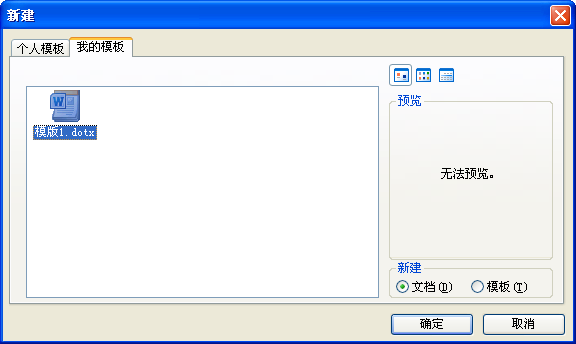 新建
个人模板 我的模板
模版1.dotx
预览
无法预览。
新建
文档(D) 模板(T)
确定 取消